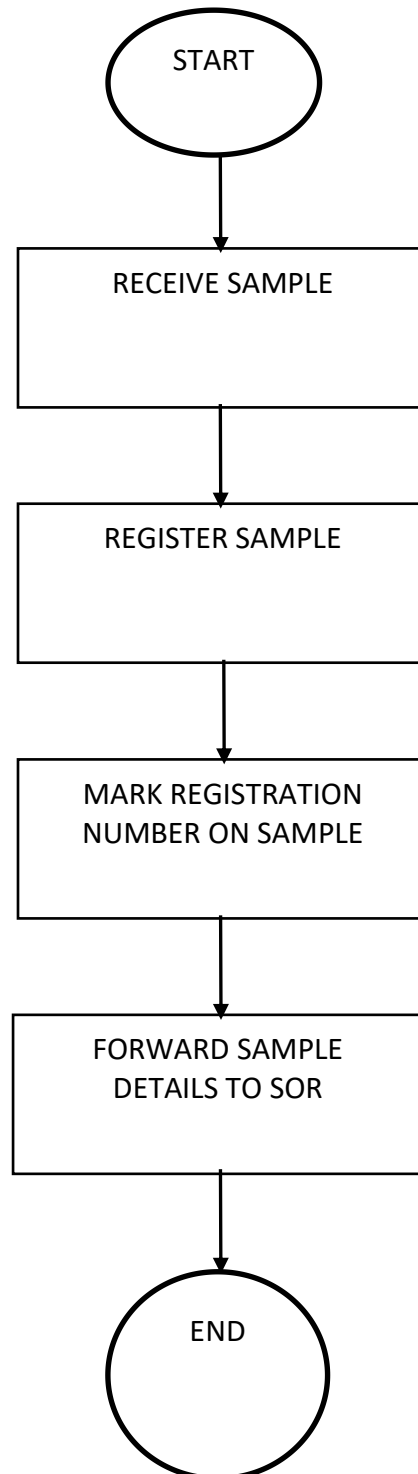 START
RECEIVE SAMPLE
REGISTER SAMPLE
MARK REGISTRATION
NUMBER ON SAMPLE
FORWARD SAMPLE
DETAILS TO SOR
END